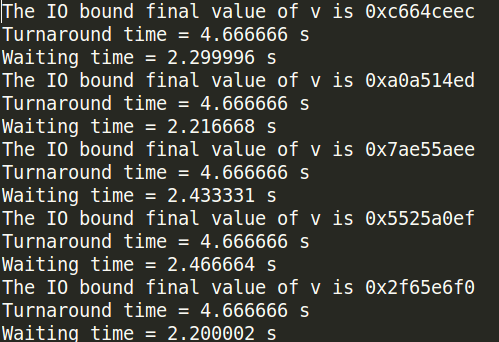 The IO bound final value of v is 0xc664ceec
Turnaround time = 4.666666 s
Waiting time = 2.299996 s
The IO bound final value of v is 0xa0a514ed
Turnaround time = 4.666666 s
Waiting time = 2.216668 s
The IO bound final value of v is 0x7ae55aee
Turnaround time = 4.666666 s
Waiting time = 2.433331 s
The IO bound final value of v is 0x5525a0ef
Turnaround time = 4.666666 s
Waiting time = 2.466664 s
The IO bound final value of v is 0x2f65e6f0
Turnaround time = 4.666666 s
Waiting time = 2.200002 s